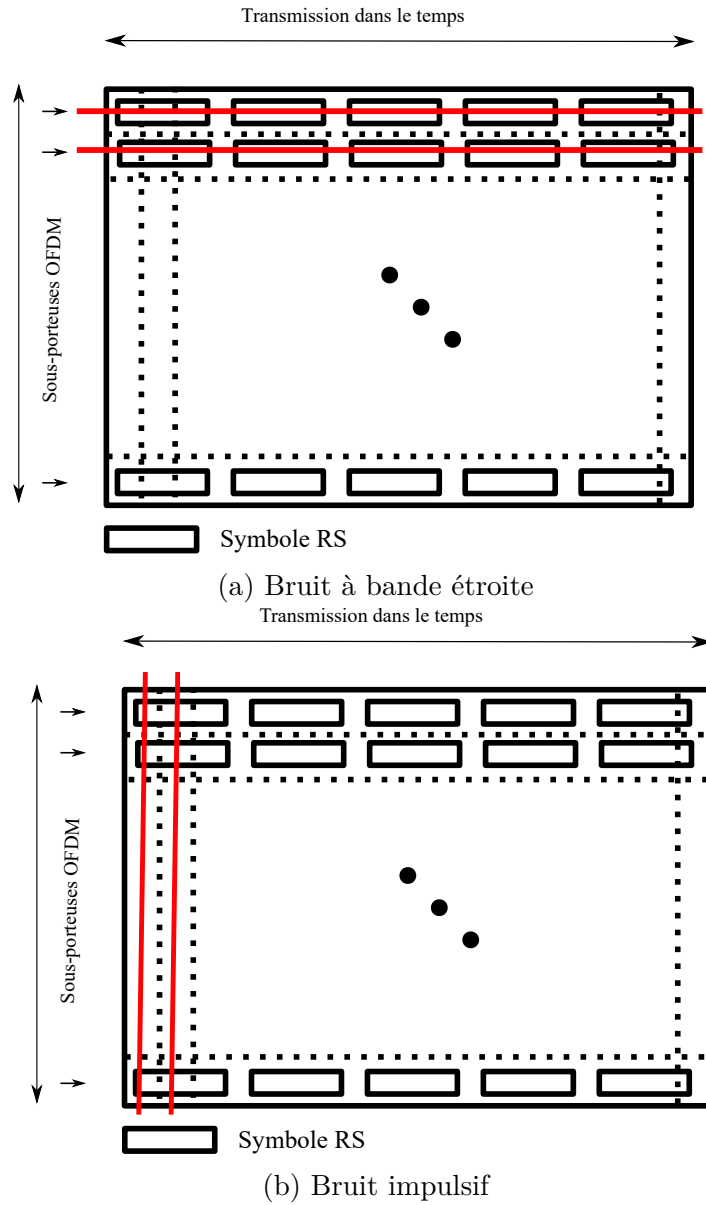 Transmission dans le temps
Sous-porteuses OFDM
Symbole RS
(a) Bruit à bande étroite
Transmission dans le temps
Sous-porteuses OFDM
Symbole RS
(b) Bruit impulsif